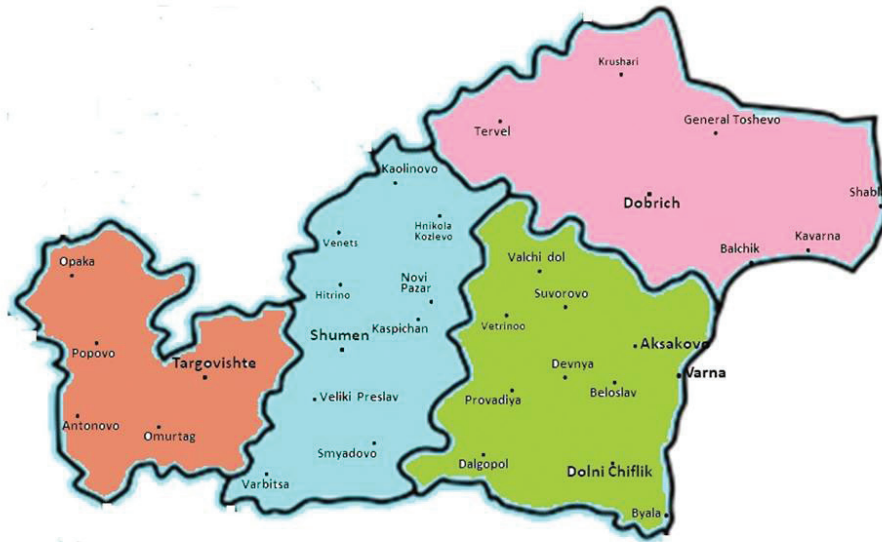 Krushari
General Toshevo
Tervel
Kaolinovo
Dobrich
Shabl
Hnikola
Kozlevo
Venets
Kavarna
Balchik
Valchi dol
Opaka
Novi
Pazar
Hitrino
Suvorovo
Vetrinoo
Kaspichan
Shumen
Aksakovo
Popovo
Targovishte
Devnya
Varna
Beloslav
Provadiya
Veliki Preslav
Antonovo
Omurtag
Smyadovo
Dalgopol
Dolni Chiflik
Varbitsa
Byala